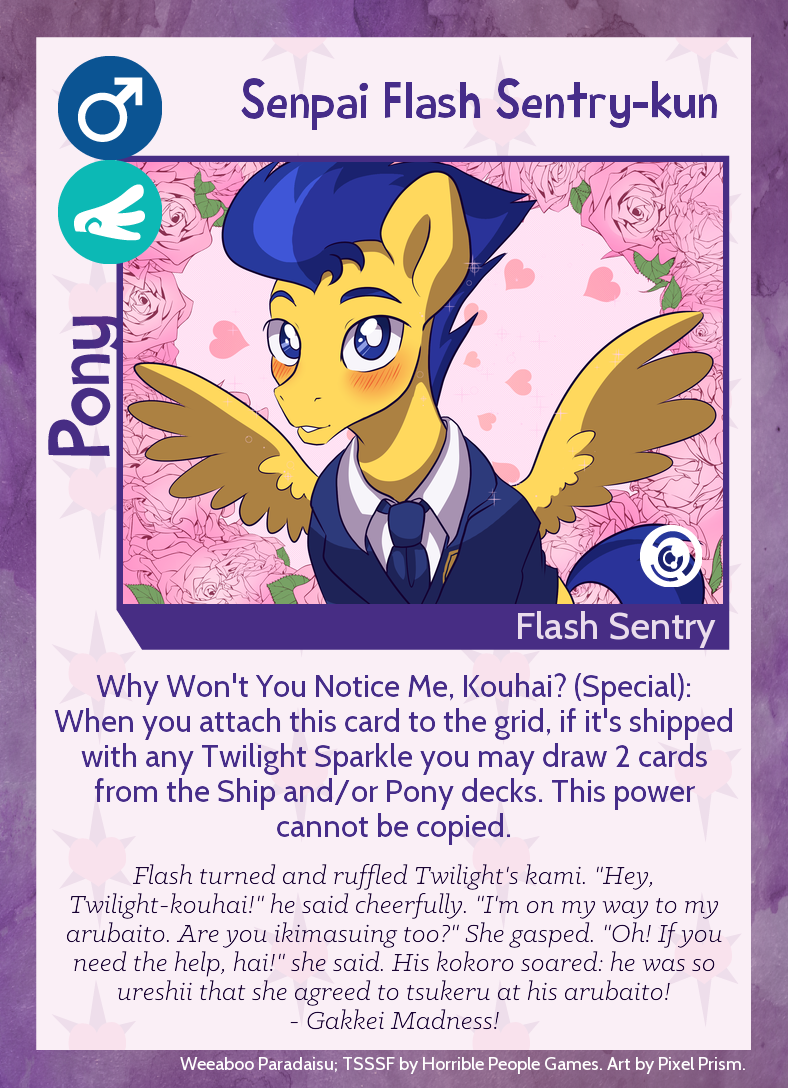 Senpai Flash Sentry-kun
Pony
Flash Sentry
Why Won't You Notice Me, Kouhai? (Special):
When you attach this card to the grid, if it's shipped
with any Twilight Sparkle you may draw 2 cards
from the Ship and/or Pony decks. This power
cannot be copied.
Flash turned and ruffled Twilight's kami. "Hey,
Twilight-kouhai!" he said cheerfully. "I'm on my way to my
arubaito. Are you ikimasuing too?" She gasped. "Oh! If you
need the help, hai!" she said. His kokoro soared: he was so
ureshii that she agreed to tsukeru at his arubaito!
- Gakkei Madness!
Weeaboo Paradaisu; TSSSF by Horrible People Games. Art by Pixel Prism.